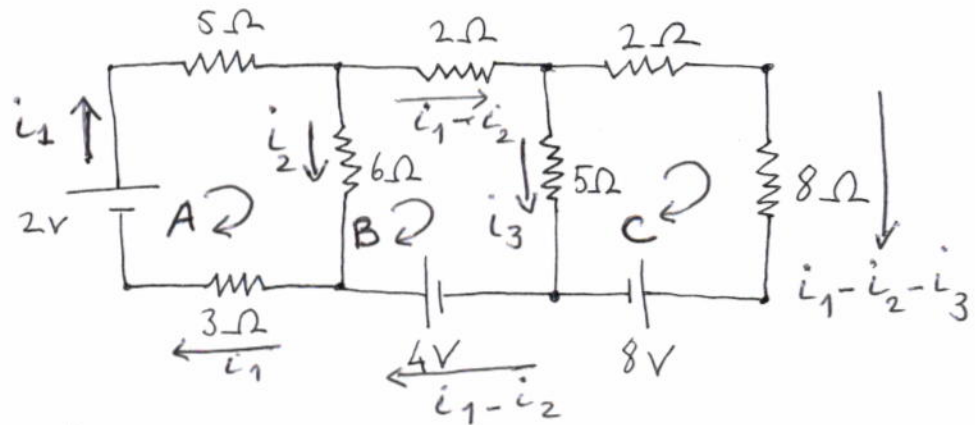 5Ω 2Ω 2Ω
i₁ i₂ i₁-i₂
6Ω i₃ 5Ω 8Ω
2v A B C
i₁-i₂-i₃
3Ω 4V 8V
i₁ i₁-i₂